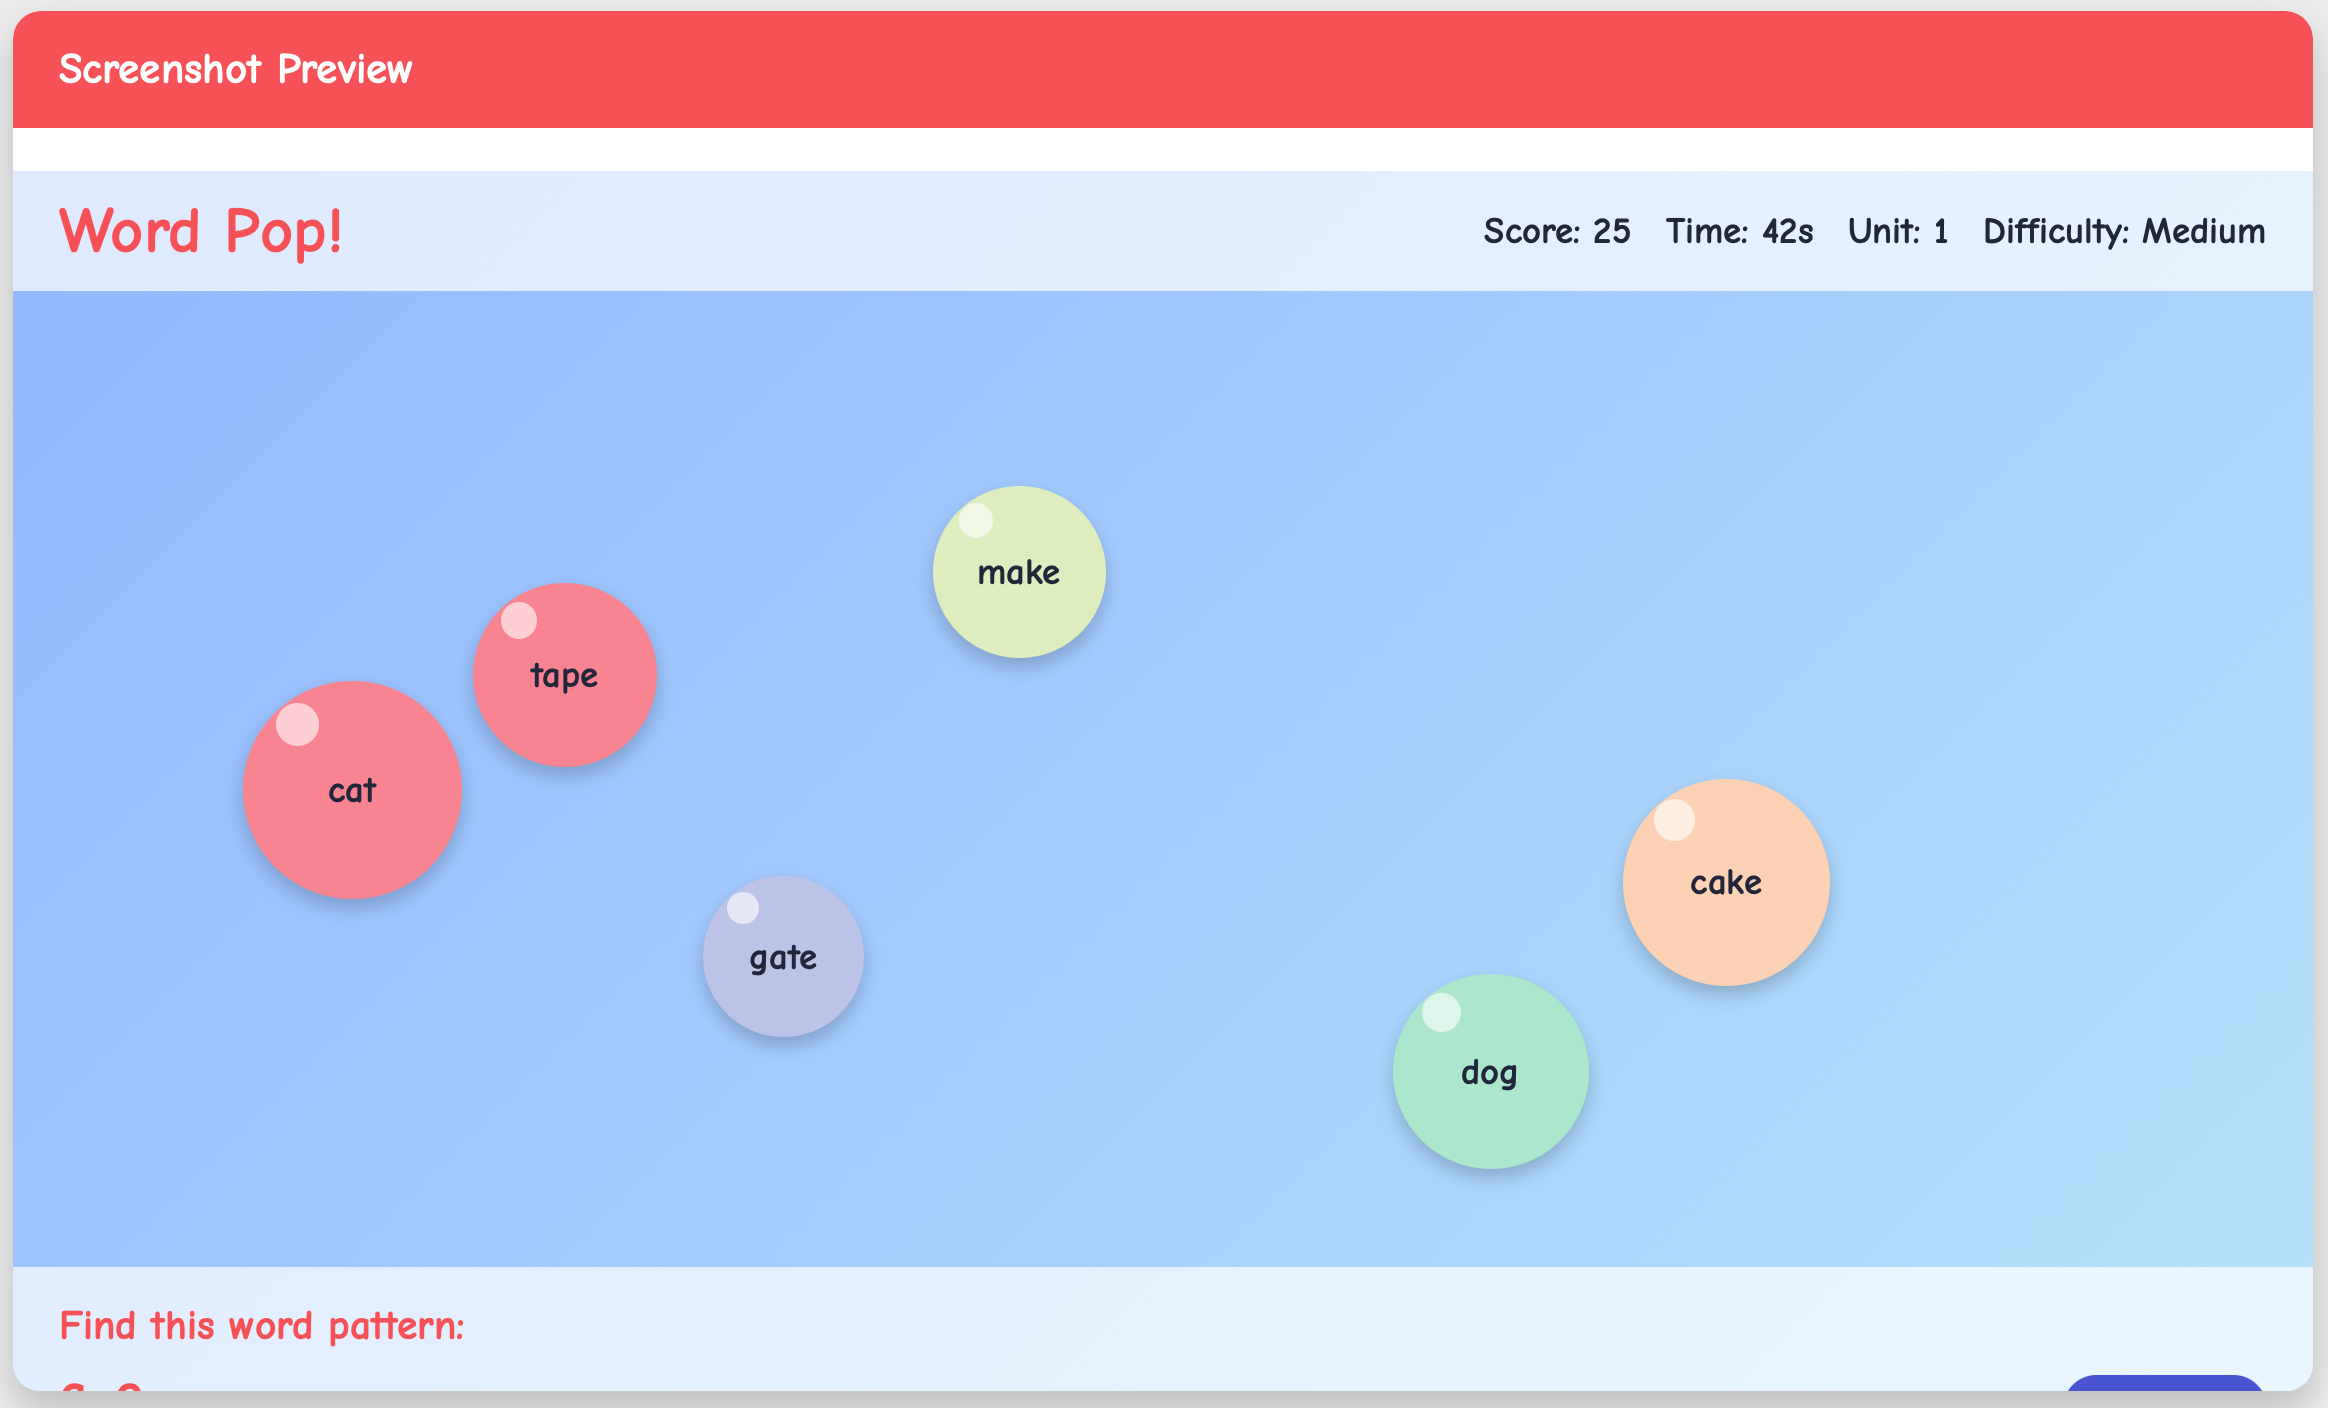 Screenshot Preview
Word Pop!
Score: 25 Time: 42s Unit: 1 Difficulty: Medium
make
tape
cat
cake
gate
dog
Find this word pattern: